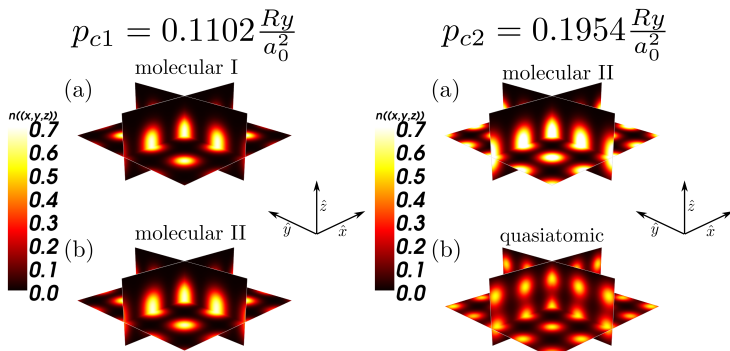 p_{c1} = 0.1102 \frac{Ry}{a_0^2}
molecular I
(a)
n((x,y,z))
0.7
0.6
0.5
0.4
0.3
0.2
0.1
0.0
ẑ
ŷ
x̂
molecular II
(b)
p_{c2} = 0.1954 \frac{Ry}{a_0^2}
molecular II
(a)
n((x,y,z))
0.7
0.6
0.5
0.4
0.3
0.2
0.1
0.0
ẑ
ŷ
x̂
quasiatomic
(b)